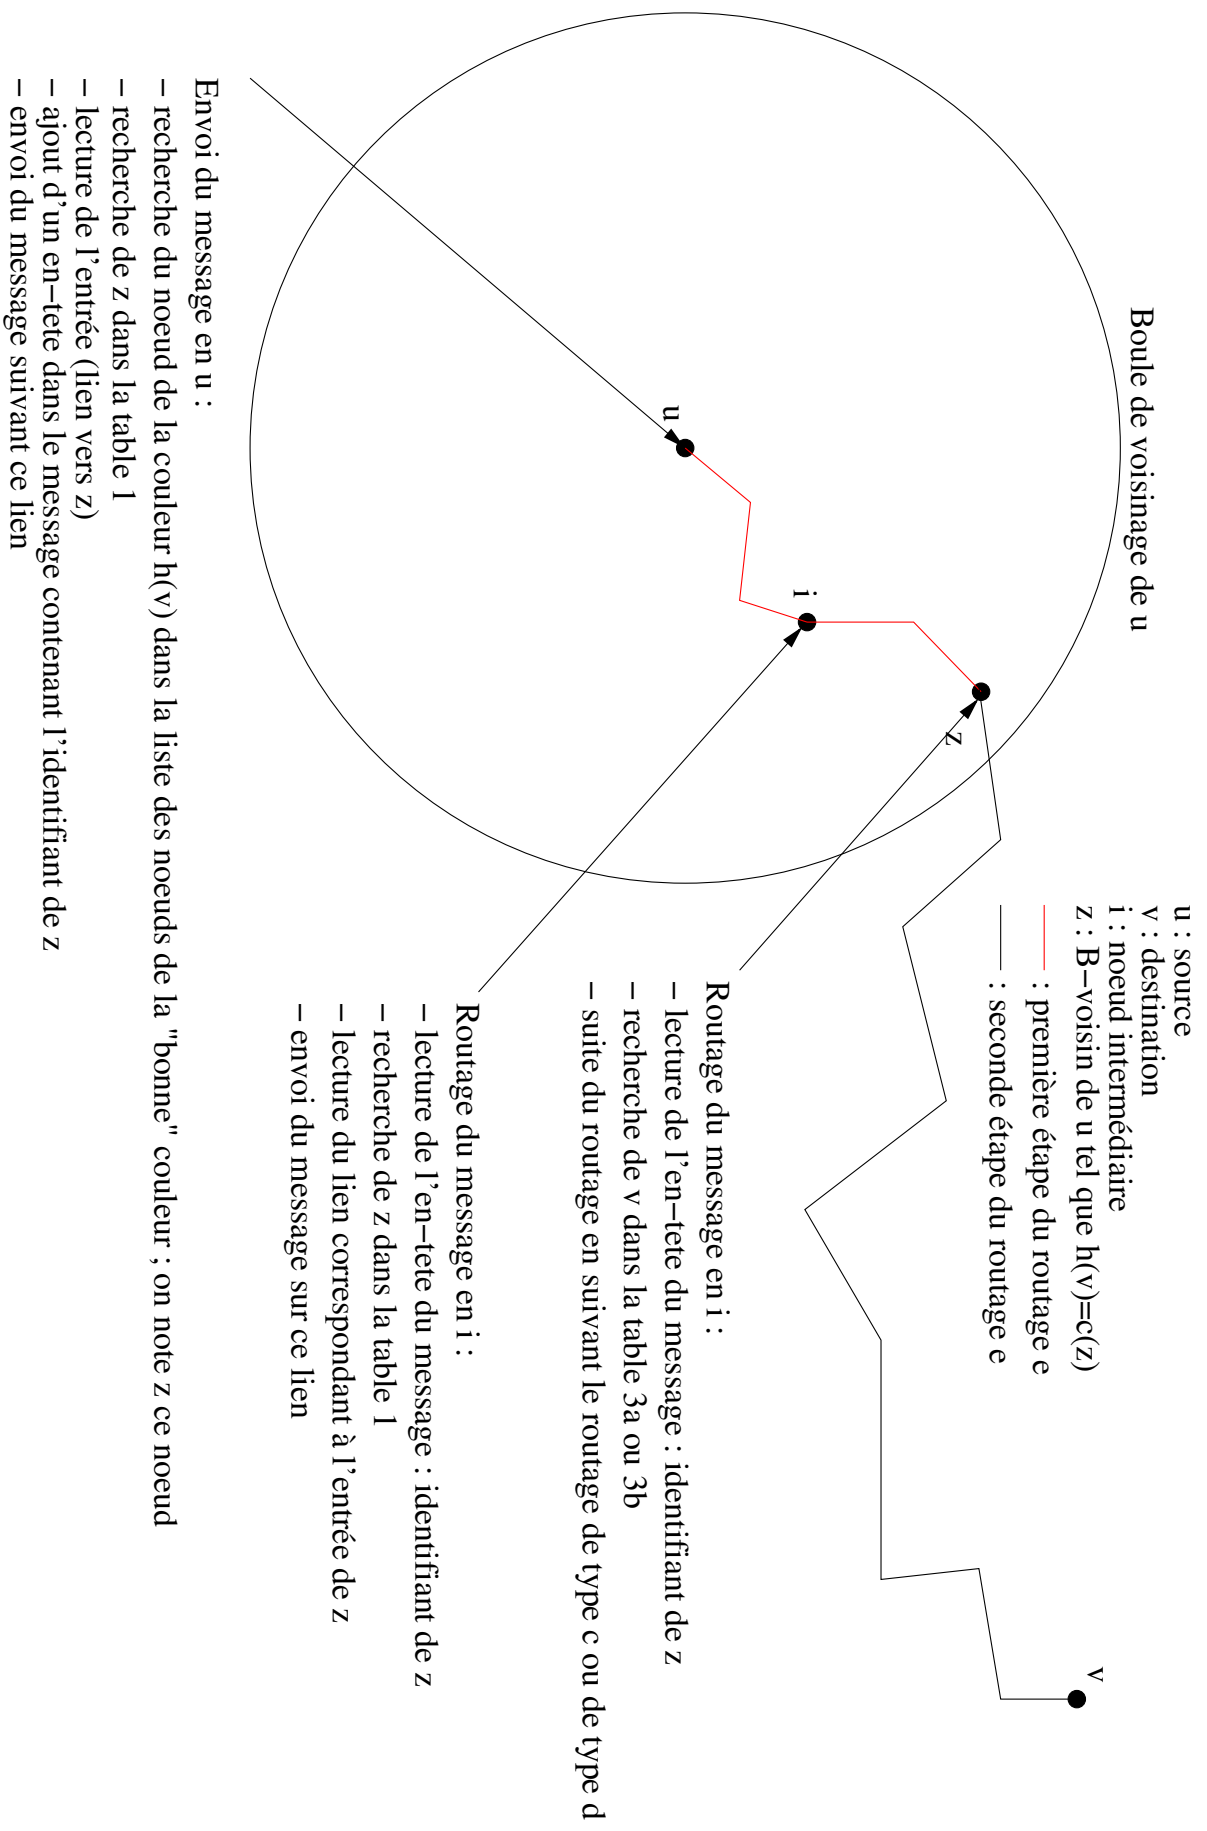 Boule de voisinage de u
u : source
v : destination
i : noeud intermédiaire
z : B−voisin de u tel que h(v)=c(z)
: première étape du routage e
: seconde étape du routage e
v
z
i
u
Routage du message en i :
− lecture de l'en−tete du message : identifiant de z
− recherche de v dans la table 3a ou 3b
− suite du routage en suivant le routage de type c ou de type d
Routage du message en i :
− lecture de l'en−tete du message : identifiant de z
− recherche de z dans la table 1
− lecture du lien correspondant à l'entrée de z
− envoi du message sur ce lien
Envoi du message en u :
− recherche du noeud de la couleur h(v) dans la liste des noeuds de la "bonne" couleur ; on note z ce noeud
− recherche de z dans la table 1
− lecture de l'entrée (lien vers z)
− ajout d'un en−tete dans le message contenant l'identifiant de z
− envoi du message suivant ce lien